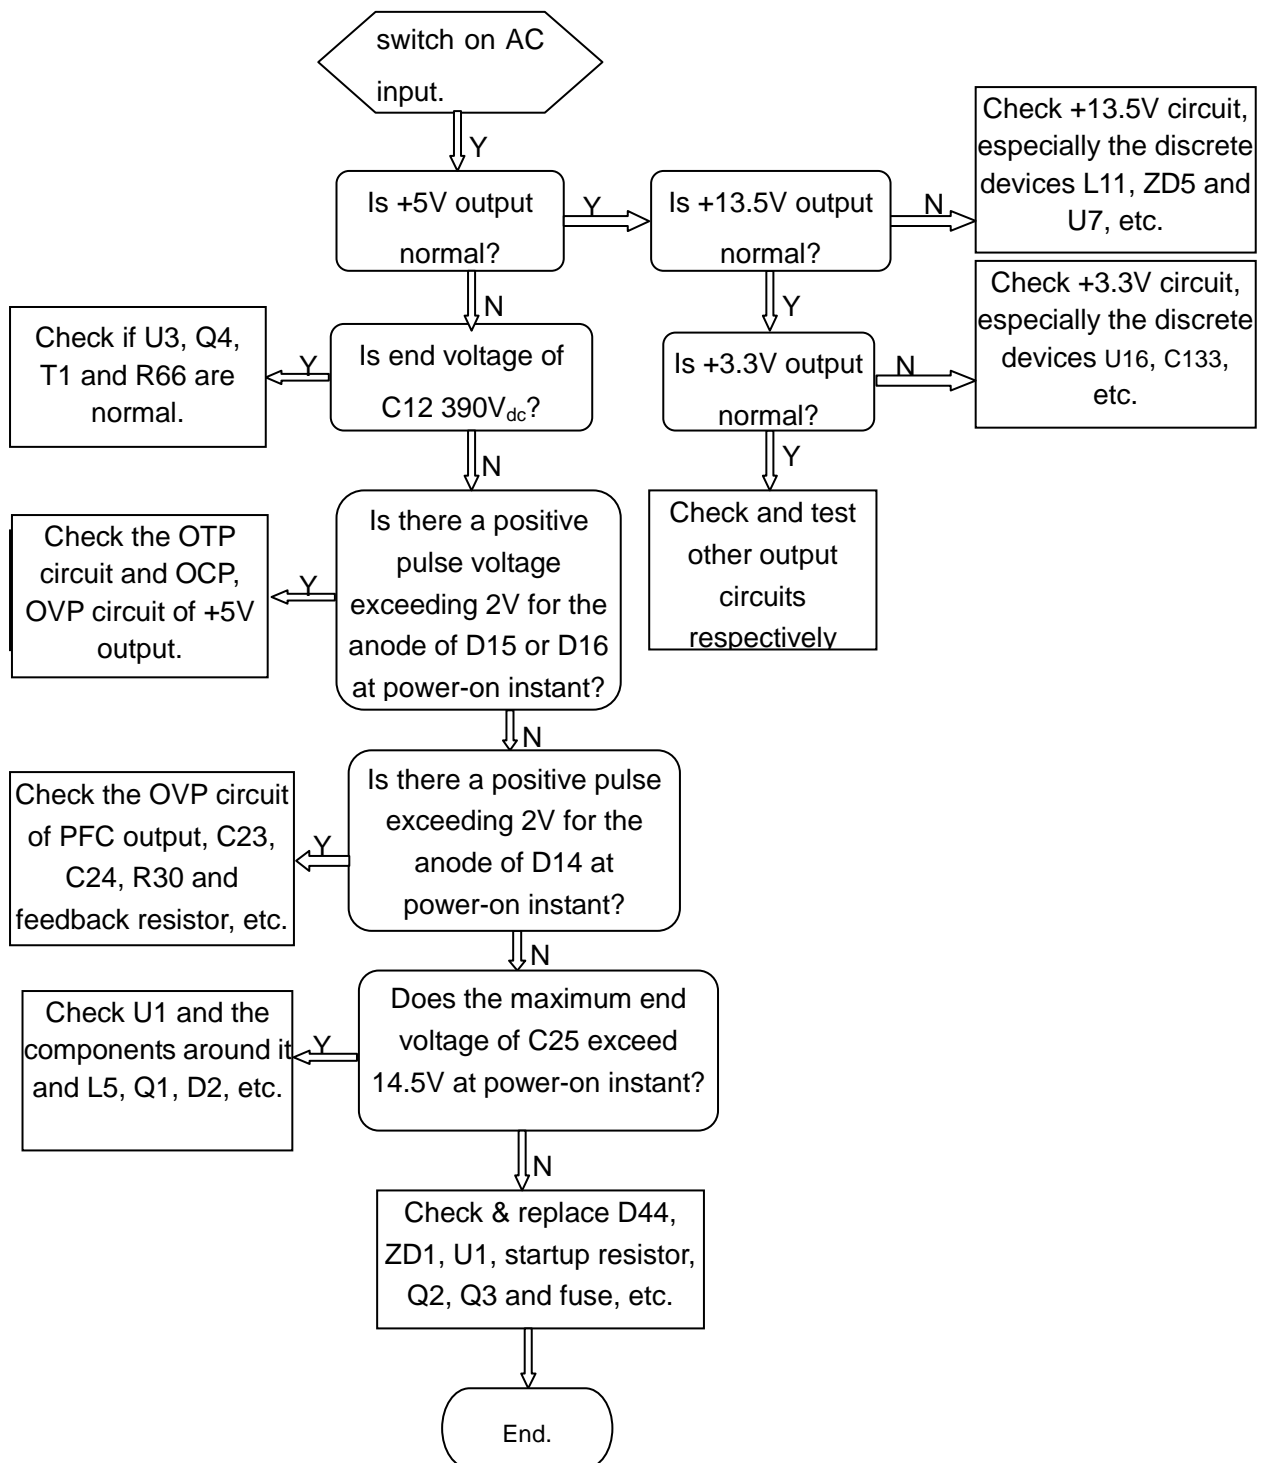 switch on AC
input.
Y
Is +5V output
normal?
Y
Is +13.5V output
normal?
N
Check +13.5V circuit,
especially the discrete
devices L11, ZD5 and
U7, etc.
Y
Is +3.3V output
normal?
N
Check +3.3V circuit,
especially the discrete
devices U16, C133,
etc.
Y
Check and test
other output
circuits
respectively
N
Is end voltage of
C12 390Vdc?
Y
Check if U3, Q4,
T1 and R66 are
normal.
N
Is there a positive
pulse voltage
exceeding 2V for the
anode of D15 or D16
at power-on instant?
Y
Check the OTP
circuit and OCP,
OVP circuit of +5V
output.
N
Is there a positive pulse
exceeding 2V for the
anode of D14 at
power-on instant?
Y
Check the OVP circuit
of PFC output, C23,
C24, R30 and
feedback resistor, etc.
N
Does the maximum end
voltage of C25 exceed
14.5V at power-on instant?
Y
Check U1 and the
components around it
and L5, Q1, D2, etc.
N
Check & replace D44,
ZD1, U1, startup resistor,
Q2, Q3 and fuse, etc.
End.